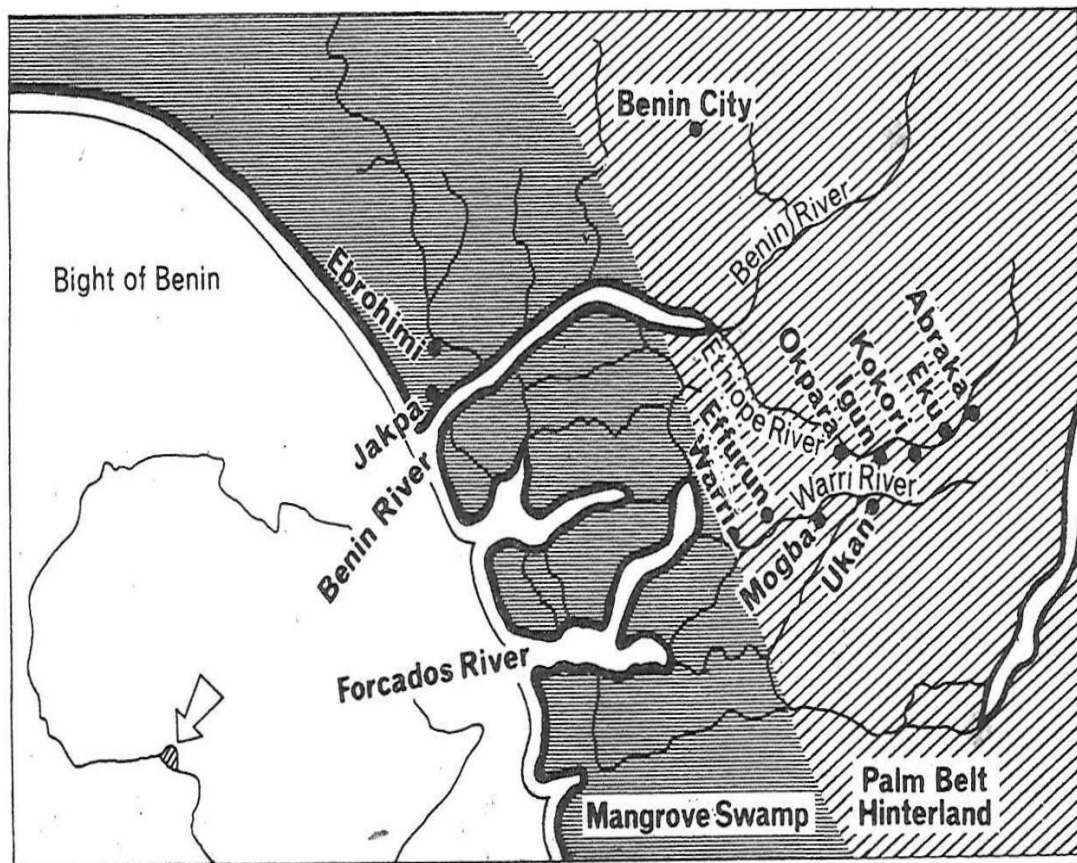 Benin City
Benin River
Bight of Benin
Ebrohimi
Jakpa
Benin River
Ethiope River
Okpara
Igun
Kokori
Eku
Abraka
Effurun
Warri
Warri River
Mogba
Ukan
Forcados River
Mangrove Swamp
Palm Belt
Hinterland